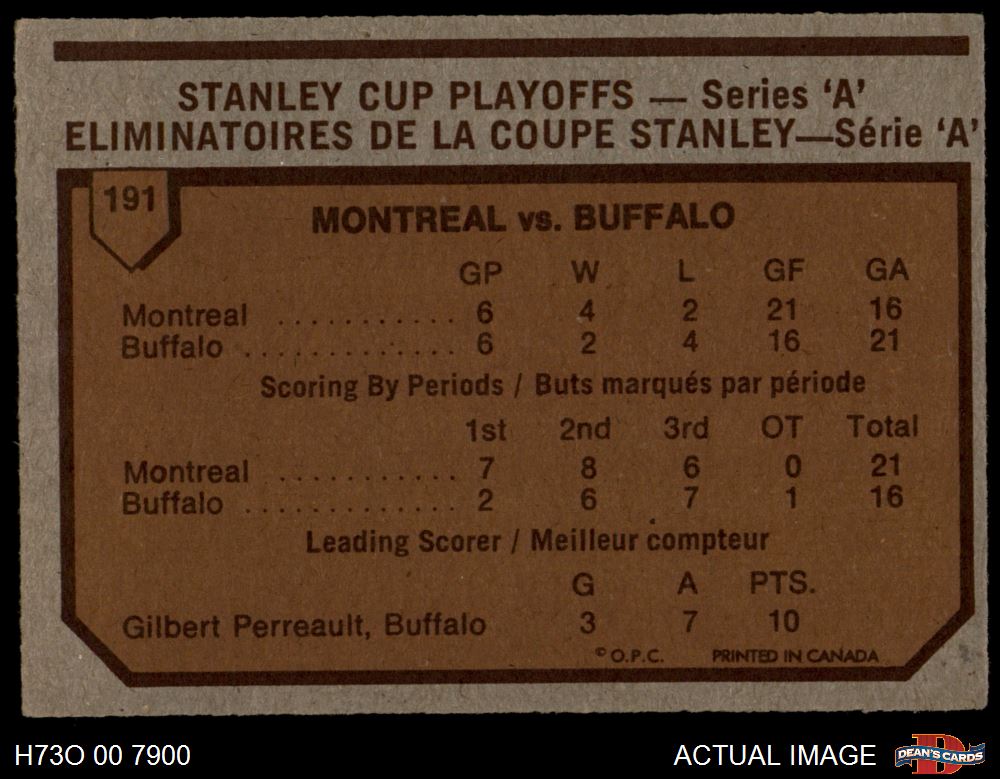 STANLEY CUP PLAYOFFS — Series ‘A’
ELIMINATOIRES DE LA COUPE STANLEY—Série ‘A’
191
MONTREAL vs. BUFFALO
GP W L GF GA
Montreal ........... 6 4 2 21 16
Buffalo ............. 6 2 4 16 21
Scoring By Periods / Buts marqués par période
1st 2nd 3rd OT Total
Montreal ........... 7 8 6 0 21
Buffalo ............. 2 6 7 1 16
Leading Scorer / Meilleur compteur
G A PTS.
Gilbert Perreault, Buffalo 3 7 10
© O.P.C. PRINTED IN CANADA
H73O 00 7900 ACTUAL IMAGE DEAN'S CARDS